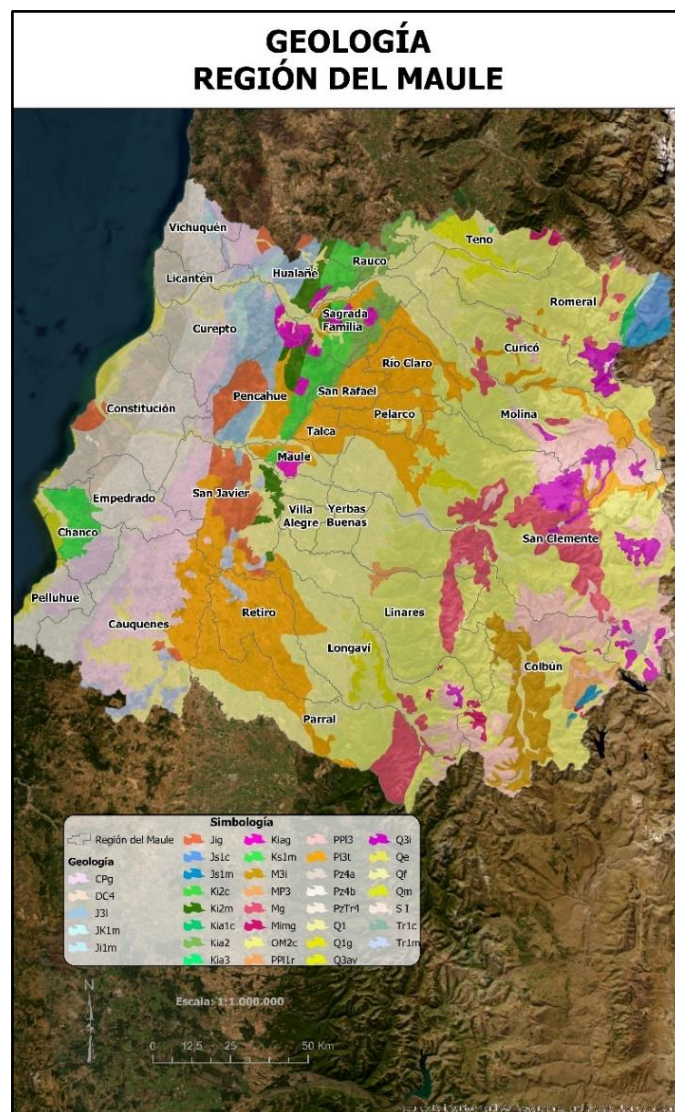 GEOLOGÍA
REGIÓN DEL MAULE
Vichuquén
Teno
Rauco
Hualañé
Licantén
Romeral
Sagrada
Familia
Curepto
Curicó
Río Claro
Pencahue
San Rafael
Molina
Constitución
Pelarco
Talca
Maule
Empedrado
San Javier
Villa
Alegre
Yerbas
Buenas
Chanco
San Clemente
Pelluhue
Retiro
Linares
Cauquenes
Longaví
Colbún
Parral
Simbología
Región del Maule
Geología
CPg
DC4
J3i
JK1m
Ji1m
Jig
Js1c
Js1m
Ki2c
Ki2m
Kia1c
Kia2
Kia3
Kiag
Ks1m
M3i
MP3
Mg
Mimg
OM2c
PPl1r
PPl3
Pl3t
Pz4a
Pz4b
PzTr4
Q1
Q1g
Q3av
Q3i
Qe
Qf
Qm
S I
Tr1c
Tr1m
N
Escala: 1:1.000.000
0 12,5 25 50 Km